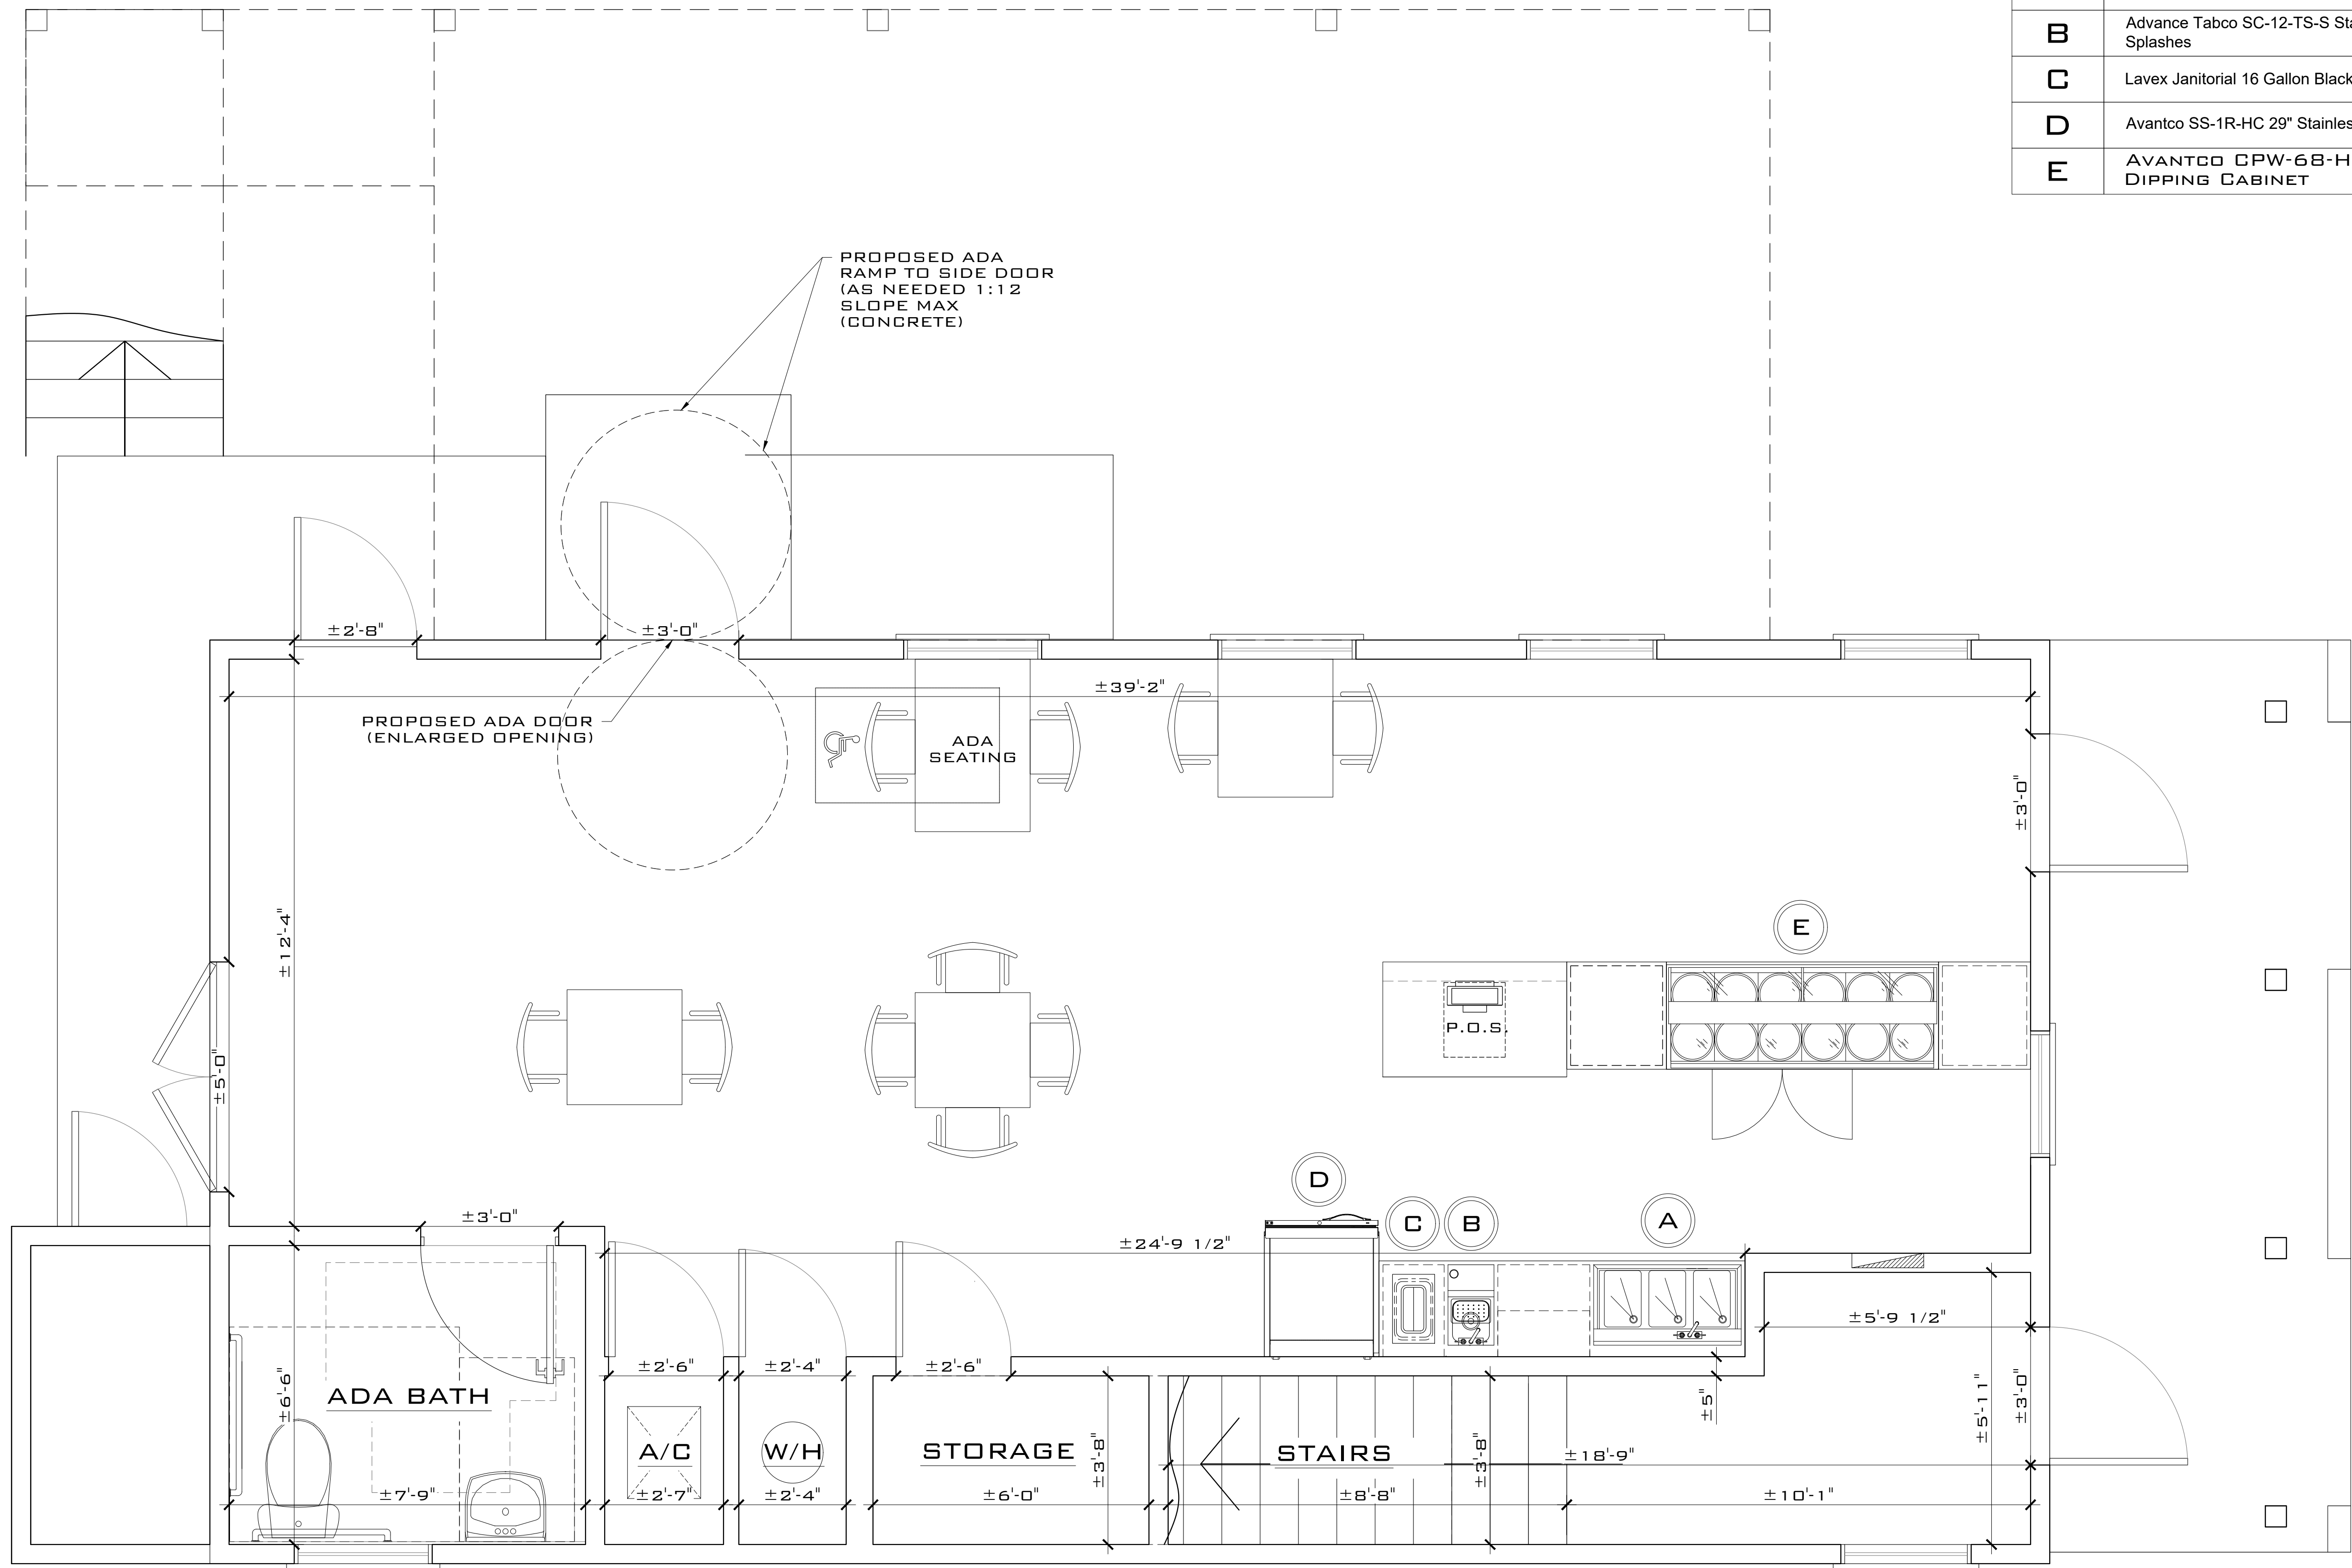 B
Advance Tabco SC-12-TS-S
Splashes
C
Lavex Janitorial 16 Gallon Black
D
Avantco SS-1R-HC 29"
E
AVANTCO CPW-68-H
DIPPING CABINET
PROPOSED ADA
RAMP TO SIDE DOOR
(AS NEEDED 1:12
SLOPE MAX
(CONCRETE)
±2'-8"
±3'-0"
±39'-2"
PROPOSED ADA DOOR
(ENLARGED OPENING)
ADA
SEATING
±3'-0"
±12'-4"
E
P.O.S.
±5'-0"
D
C
B
A
±3'-0"
±24'-9 1/2"
±5'-9 1/2"
±2'-6"
±2'-4"
±2'-6"
±6'-6"
ADA BATH
±5"
±5'-11"
±3'-0"
A/C
W/H
STORAGE
±3'-8"
STAIRS
±3'-8"
±18'-9"
±7'-9"
±2'-7"
±2'-4"
±6'-0"
±8'-8"
±10'-1"